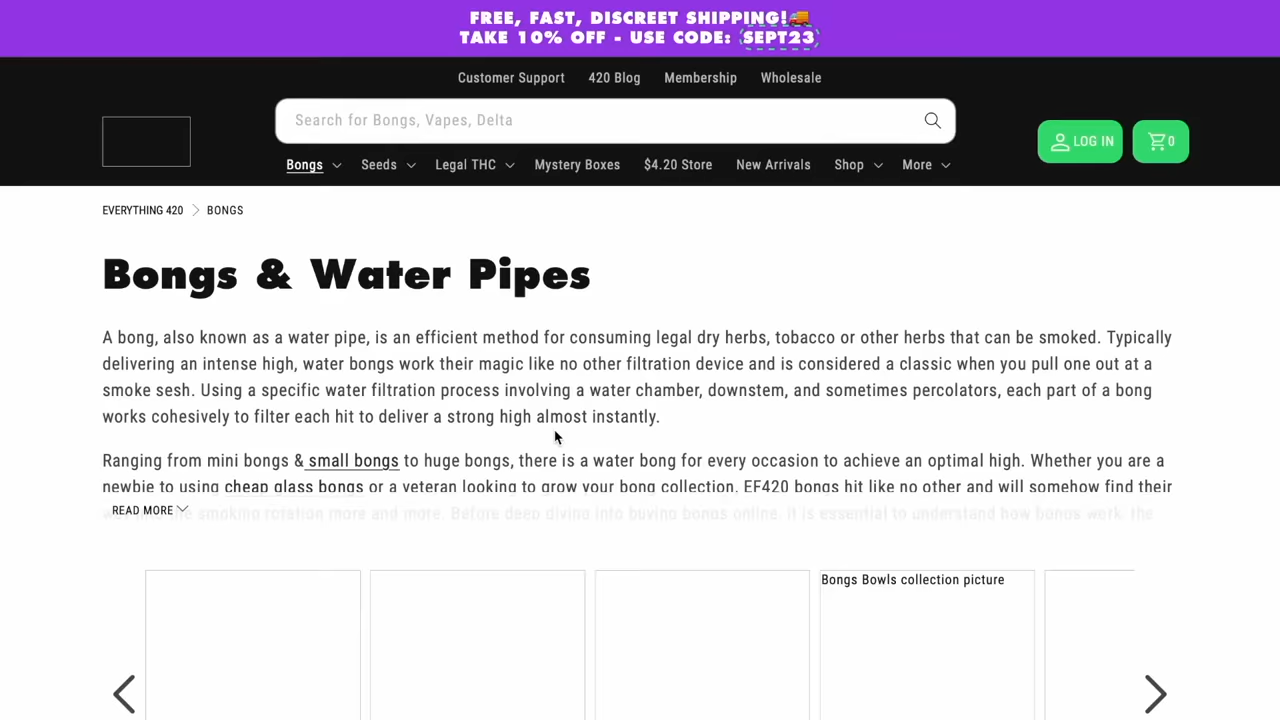 FREE, FAST, DISCREET SHIPPING!🚚
TAKE 10% OFF - USE CODE: SEPT23
Customer Support 420 Blog Membership Wholesale
Search for Bongs, Vapes, Delta
LOG IN 0
Bongs Seeds Legal THC Mystery Boxes $4.20 Store New Arrivals Shop More
EVERYTHING 420 > BONGS
Bongs & Water Pipes
A bong, also known as a water pipe, is an efficient method for consuming legal dry herbs, tobacco or other herbs that can be smoked. Typically
delivering an intense high, water bongs work their magic like no other filtration device and is considered a classic when you pull one out at a
smoke sesh. Using a specific water filtration process involving a water chamber, downstem, and sometimes percolators, each part of a bong
works cohesively to filter each hit to deliver a strong high almost instantly.
Ranging from mini bongs & small bongs to huge bongs, there is a water bong for every occasion to achieve an optimal high. Whether you are a
newbie to using cheap glass bongs or a veteran looking to grow your bong collection, EF420 bongs hit like no other and will somehow find their
the smoking rotation more and more. Before deep diving into buying bongs online, it is essential to understand how bongs work, the
READ MORE
Bongs Bowls collection picture